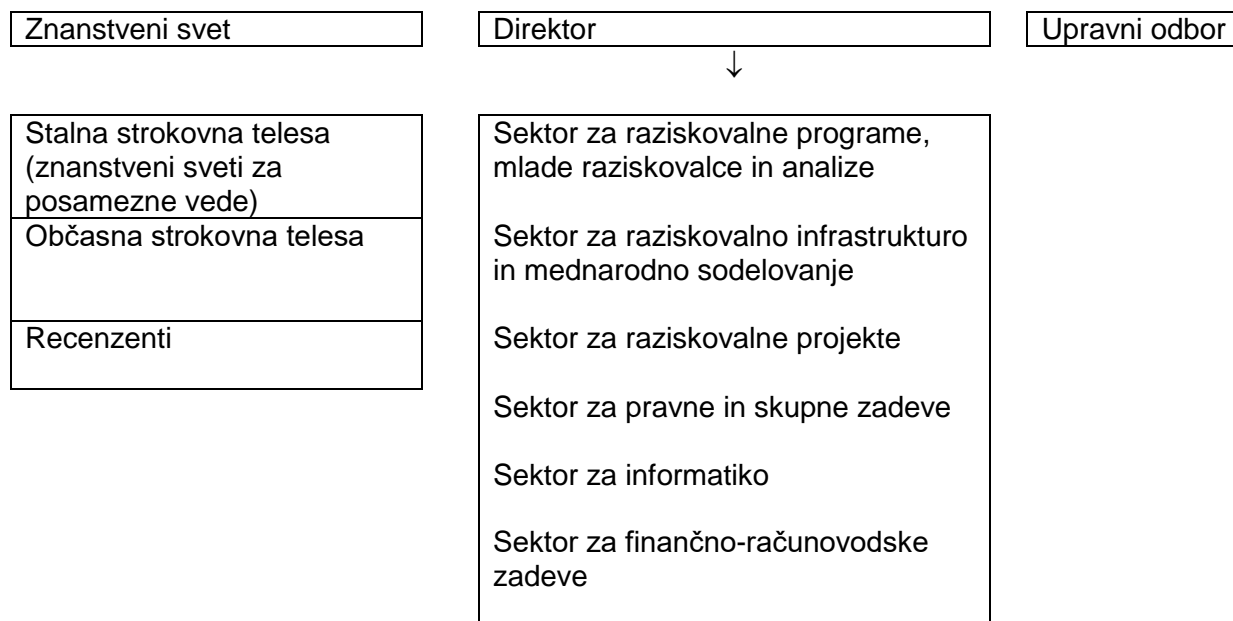 Znanstveni svet
Direktor
Upravni odbor
↓
Stalna strokovna telesa
(znanstveni sveti za
posamezne vede)
Občasna strokovna telesa
Recenzenti
Sektor za raziskovalne programe,
mlade raziskovalce in analize
Sektor za raziskovalno infrastrukturo
in mednarodno sodelovanje
Sektor za raziskovalne projekte
Sektor za pravne in skupne zadeve
Sektor za informatiko
Sektor za finančno-računovodske
zadeve